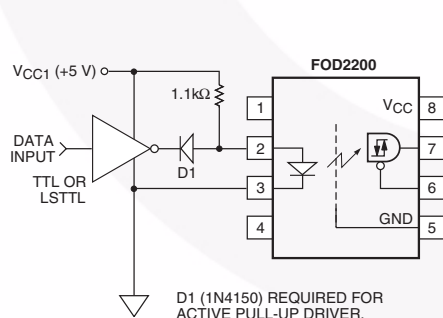 FOD2200
VCC1 (+5 V)
1.1kΩ
1
VCC
8
DATA
INPUT
2
7
D1
TTL OR
LSTTL
3
6
4
GND
5
D1 (1N4150) REQUIRED FOR
ACTIVE PULL-UP DRIVER.